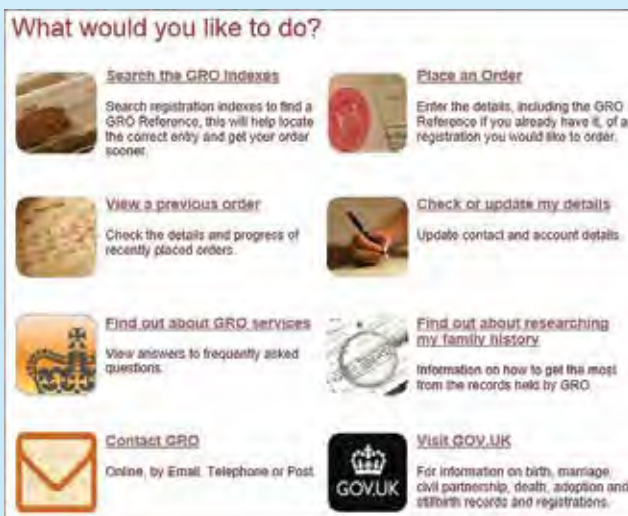 What would you like to do?
Search the GRO Indexes
Search registration indexes to find a
GRO Reference, this will help locate
the correct entry and get your order
sooner.
Place an Order
Enter the details, including the GRO
Reference if you already have it, of a
registration you would like to order.
View a previous order
Check the details and progress of
recently placed orders.
Check or update my details
Update contact and account details.
Find out about GRO services
View answers to frequently asked
questions.
Find out about researching
my family history
Information on how to get the most
from the records held by GRO.
Contact GRO
Online, by Email, Telephone or Post.
GOV.UK
Visit GOV.UK
For information on birth, marriage,
civil partnership, death, adoption and
stillbirth records and registrations.